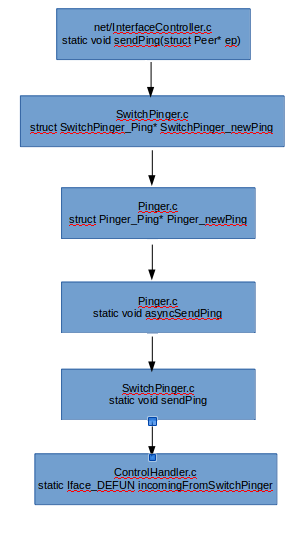 net/InterfaceController.c
static void sendPing(struct Peer* ep)
SwitchPinger.c
struct SwitchPinger_Ping* SwitchPinger_newPing
Pinger.c
struct Pinger_Ping* Pinger_newPing
Pinger.c
static void asyncSendPing
SwitchPinger.c
static void sendPing
ControlHandler.c
static Iface_DEFUN incomingFromSwitchPinger